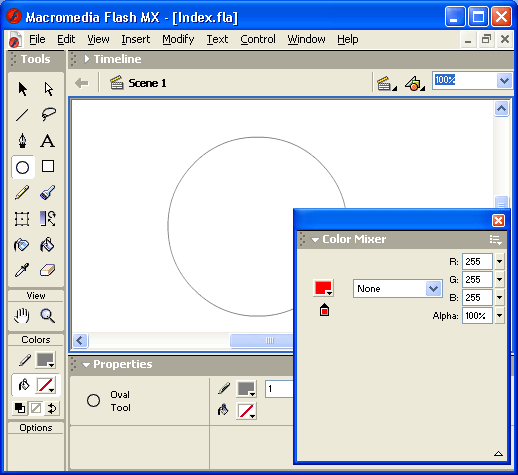 Macromedia Flash MX - [Index.fla]
File Edit View Insert Modify Text Control Window Help
Tools
Timeline
Scene 1
100%
A
View
Colors
Options
Color Mixer
R: 255
None
G: 255
B: 255
Alpha: 100%
Properties
Oval
Tool
1